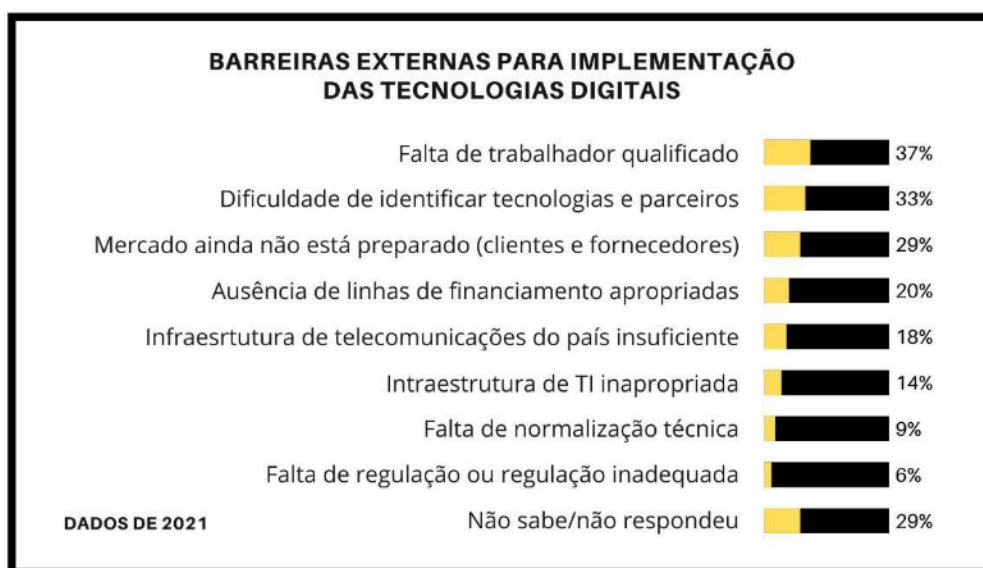 BARREIRAS EXTERNAS PARA IMPLEMENTAÇÃO
DAS TECNOLOGIAS DIGITAIS
Falta de trabalhador qualificado 37%
Dificuldade de identificar tecnologias e parceiros 33%
Mercado ainda não está preparado (clientes e fornecedores) 29%
Ausência de linhas de financiamento apropriadas 20%
Infraesrtutura de telecomunicações do país insuficiente 18%
Intraestrutura de TI inapropriada 14%
Falta de normalização técnica 9%
Falta de regulação ou regulação inadequada 6%
DADOS DE 2021 Não sabe/não respondeu 29%